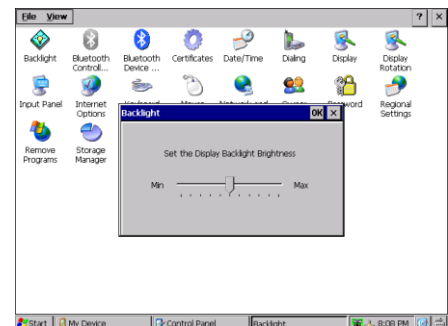 File View ? ×
Backlight Bluetooth Controll... Bluetooth Device ... Certificates Date/Time Dialing Display Display Rotation
Input Panel Internet Options Regional Settings
Backlight OK ×
Remove Programs Storage Manager
Set the Display Backlight Brightness
Min Max
Start My Device Control Panel Backlight 8:08 PM